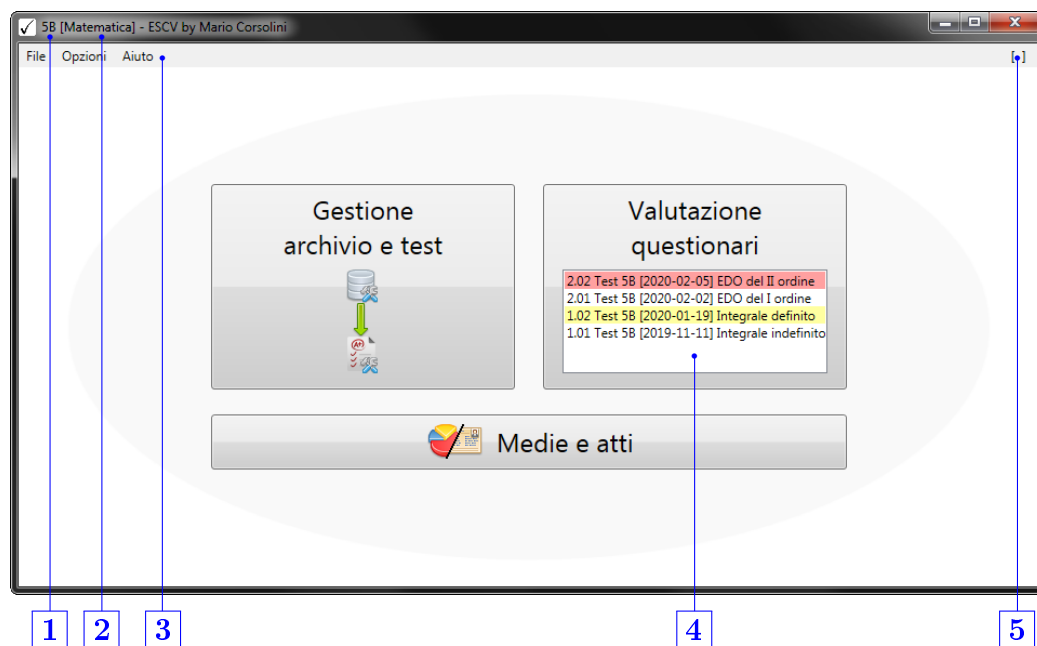 5B [Matematica] - ESCV by Mario Corsolini
File Opzioni Aiuto
Gestione
archivio e test
Valutazione
questionari
2.02 Test 5B [2020-02-05] EDO del II ordine
2.01 Test 5B [2020-02-02] EDO del I ordine
1.02 Test 5B [2020-01-19] Integrale definito
1.01 Test 5B [2019-11-11] Integrale indefinito
A+
Medie e atti
1 2 3 4 5